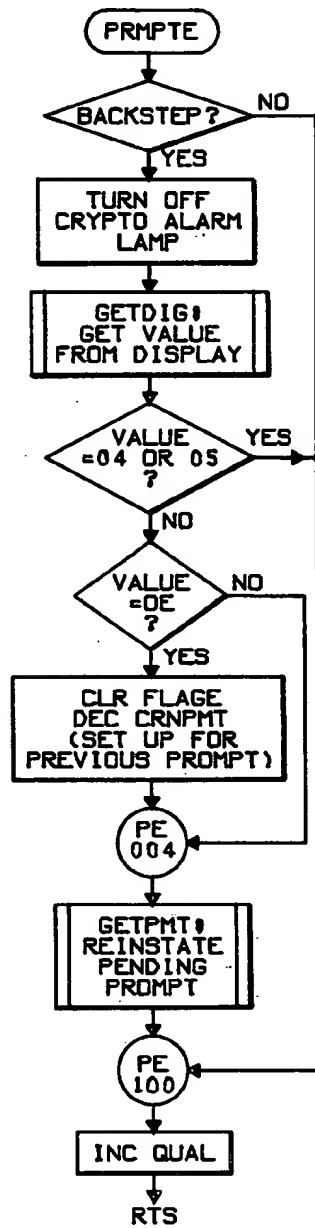 PRMPTE
BACKSTEP?
NO
YES
TURN OFF
CRYPTO ALARM
LAMP
GETDIG:
GET VALUE
FROM DISPLAY
VALUE
=04 OR 05
?
YES
NO
VALUE
=0E
?
NO
YES
CLR FLAGE
DEC CRNPMT
(SET UP FOR
PREVIOUS PROMPT)
PE
004
GETPMT:
REINSTATE
PENDING
PROMPT
PE
100
INC QUAL
RTS